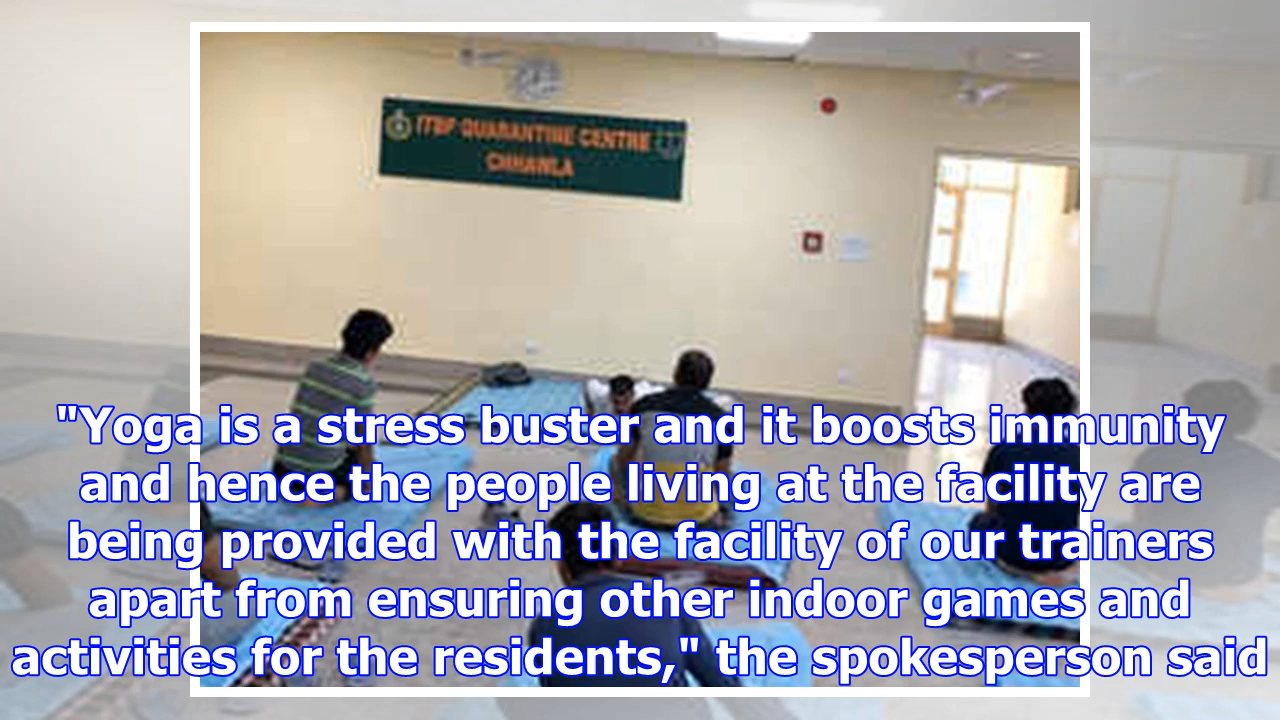 ITBP QUARANTINE CENTRE
CHHAWLA
"Yoga is a stress buster and it boosts immunity
and hence the people living at the facility are
being provided with the facility of our trainers
apart from ensuring other indoor games and
activities for the residents," the spokesperson said